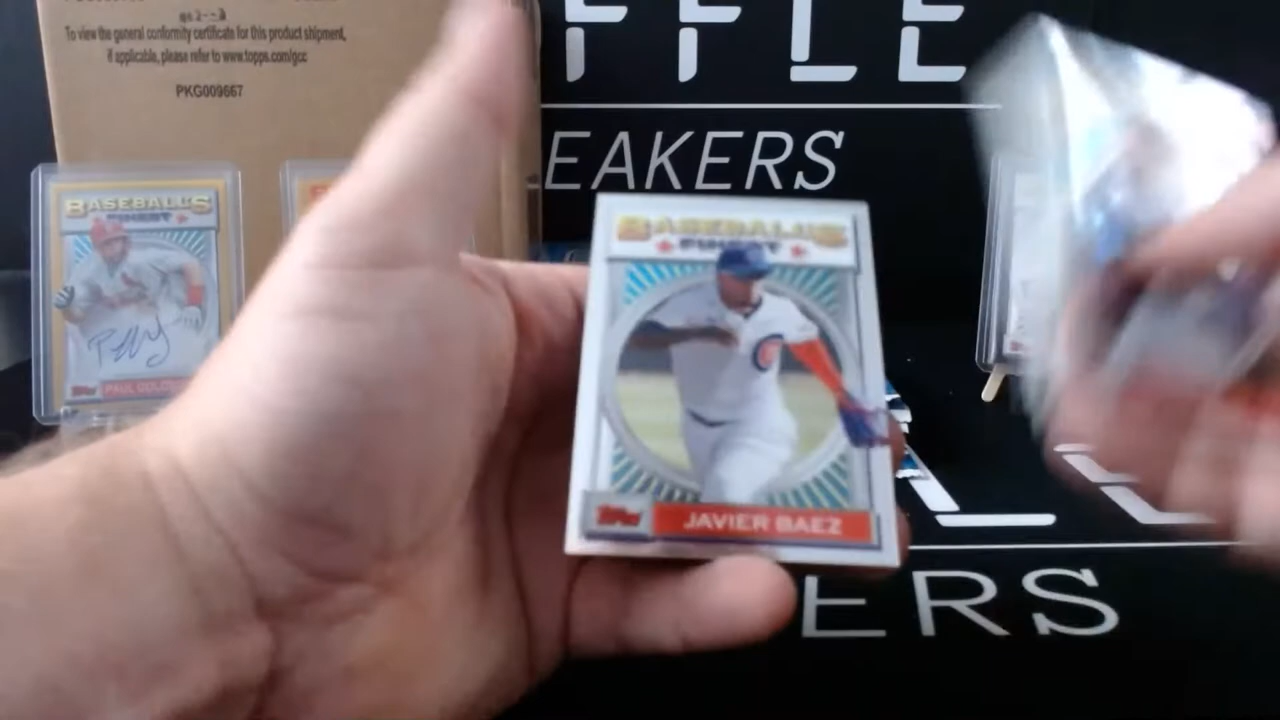 To view the general conformity certificate for this product shipment,
if applicable, please refer to www.topps.com/gcc
PKG009667
FFLE
EAKERS
BASEBALL'S
FINEST
Topps
PAUL GOLDS
BASEBALL'S
FINEST
Topps
JAVIER BAEZ
LE
ERS